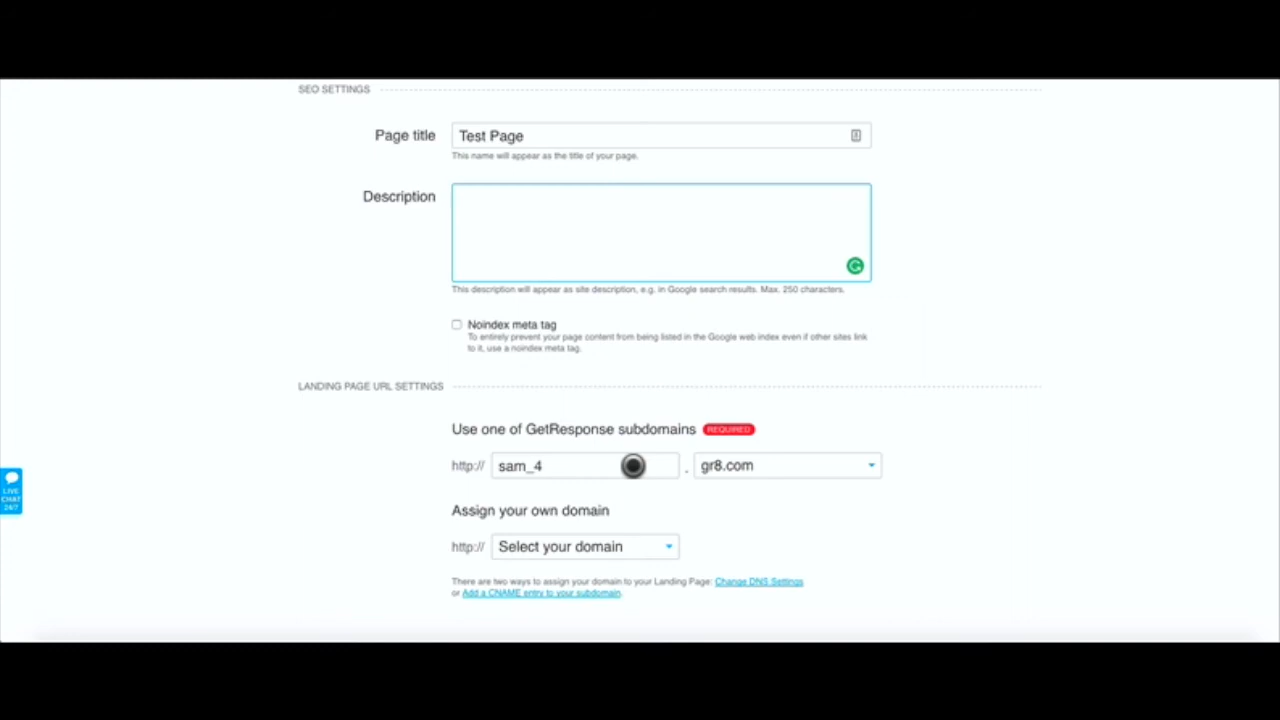 SEO SETTINGS
Page title
Test Page
This name will appear as the title of your page.
Description
This description will appear as site description, e.g. in Google search results. Max. 250 characters.
Noindex meta tag
To entirely prevent your page content from being listed in the Google web index even if other sites link
to it, use a noindex meta tag.
LANDING PAGE URL SETTINGS
Use one of GetResponse subdomains REQUIRED
http:// sam_4 . gr8.com
LIVE
CHAT
24/7
Assign your own domain
http:// Select your domain
There are two ways to assign your domain to your Landing Page: Change DNS Settings
or Add a CNAME entry to your subdomain.